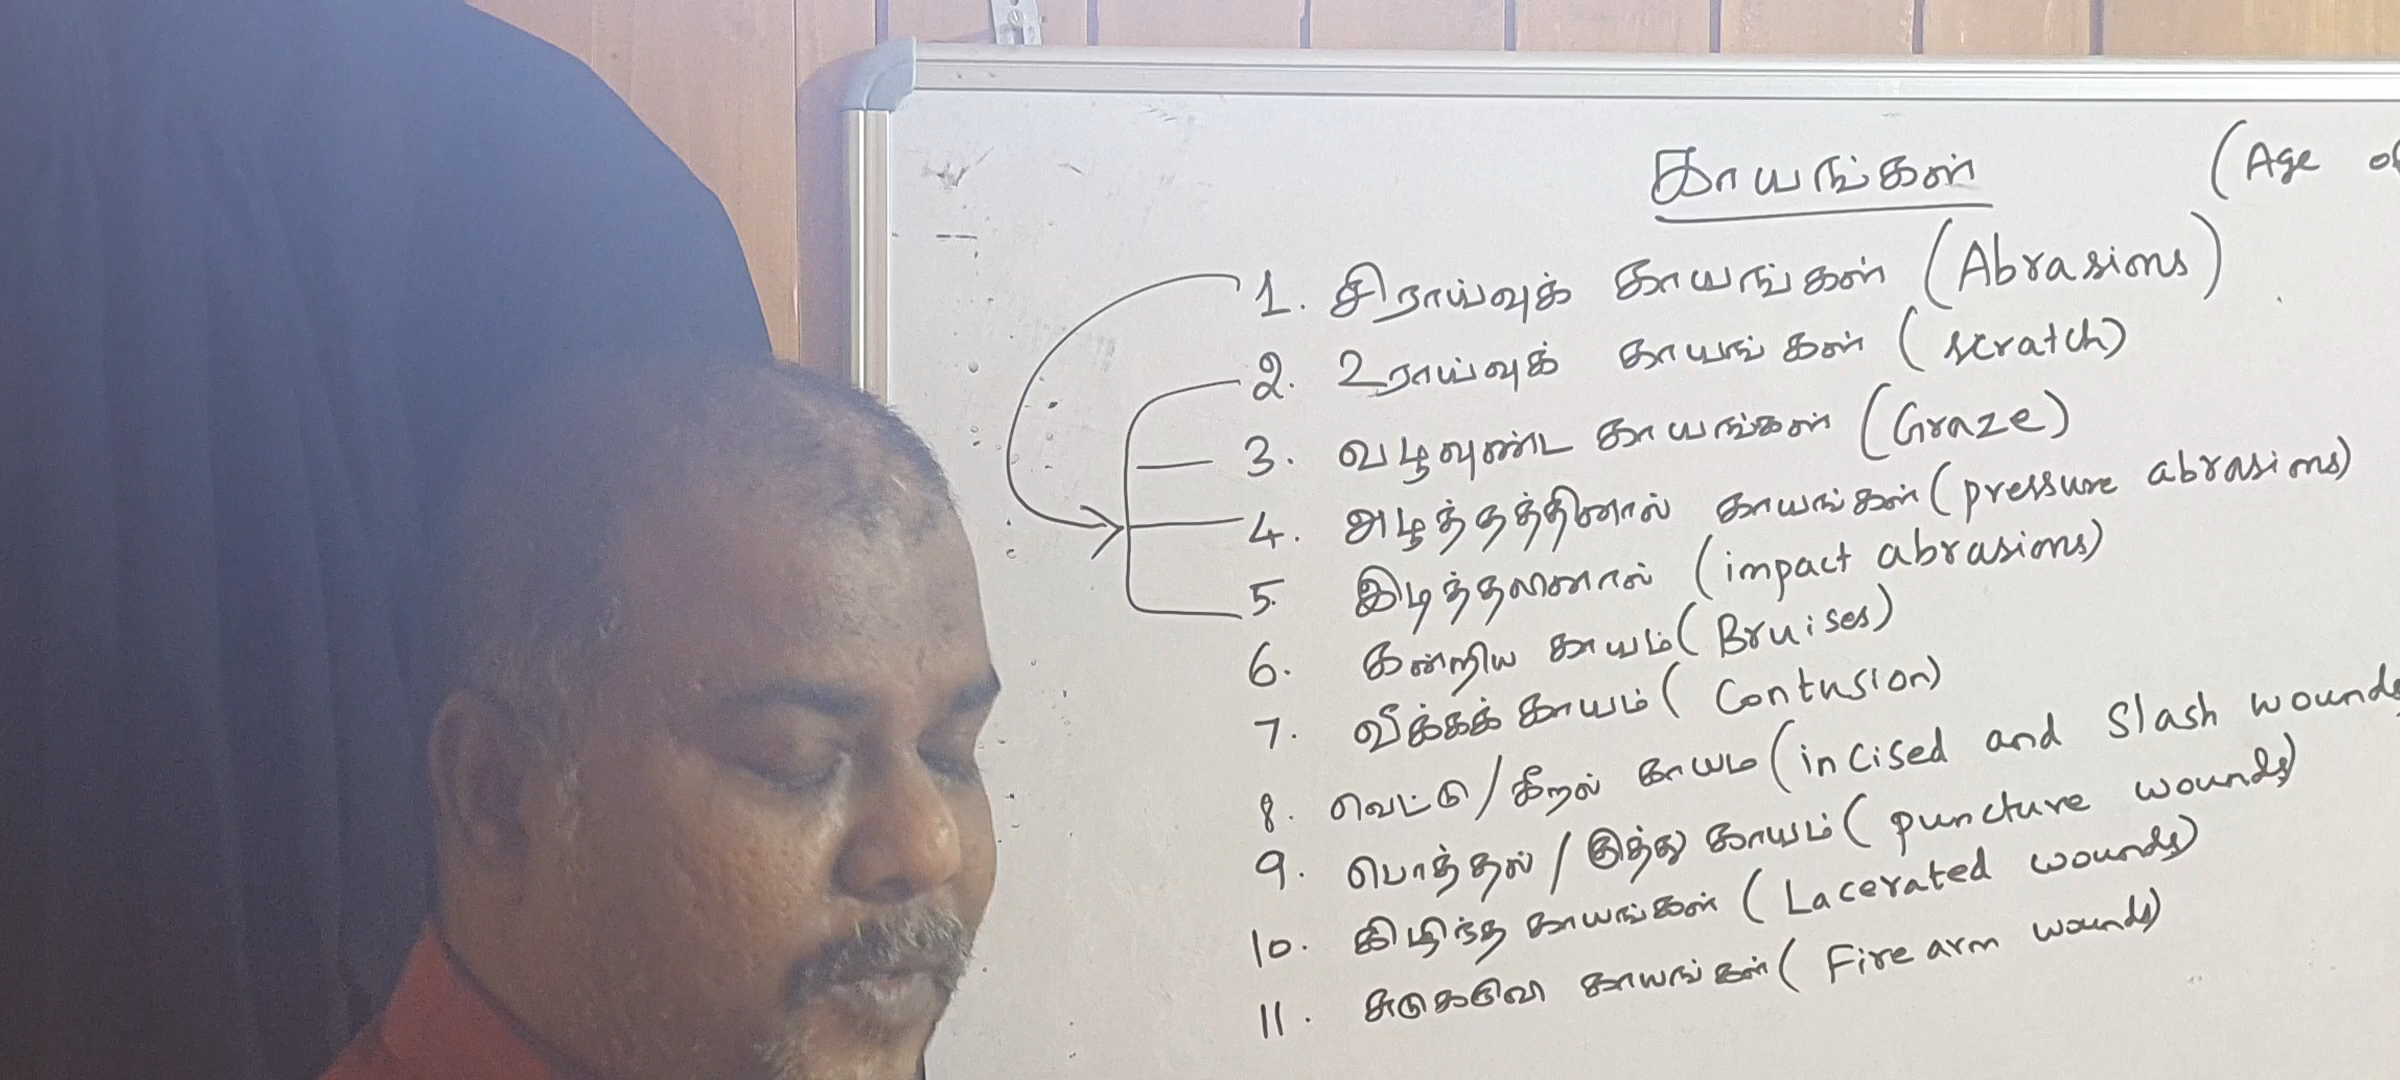 காயங்கள் (Age of
1. சிராய்வுக் காயங்கள் (Abrasions)
2. உராய்வுக் காயங்கள் (scratch)
3. வழவுண்ட காயங்கள் (Graze)
4. அழுத்தத்தினால் காயங்கள் (pressure abrasions)
5. இடித்தலினால் (impact abrasions)
6. கன்றிய காயம் (Bruises)
7. வீக்கக் காயம் (Contusion)
8. வெட்டு/கீறல் காயம (incised and Slash wounds
9. பொத்தல் / குத்து காயம் (puncture wounds)
10. கிழிந்த காயங்கள் (Lacerated wounds)
11. காயங்கள் (Fire arm wounds)